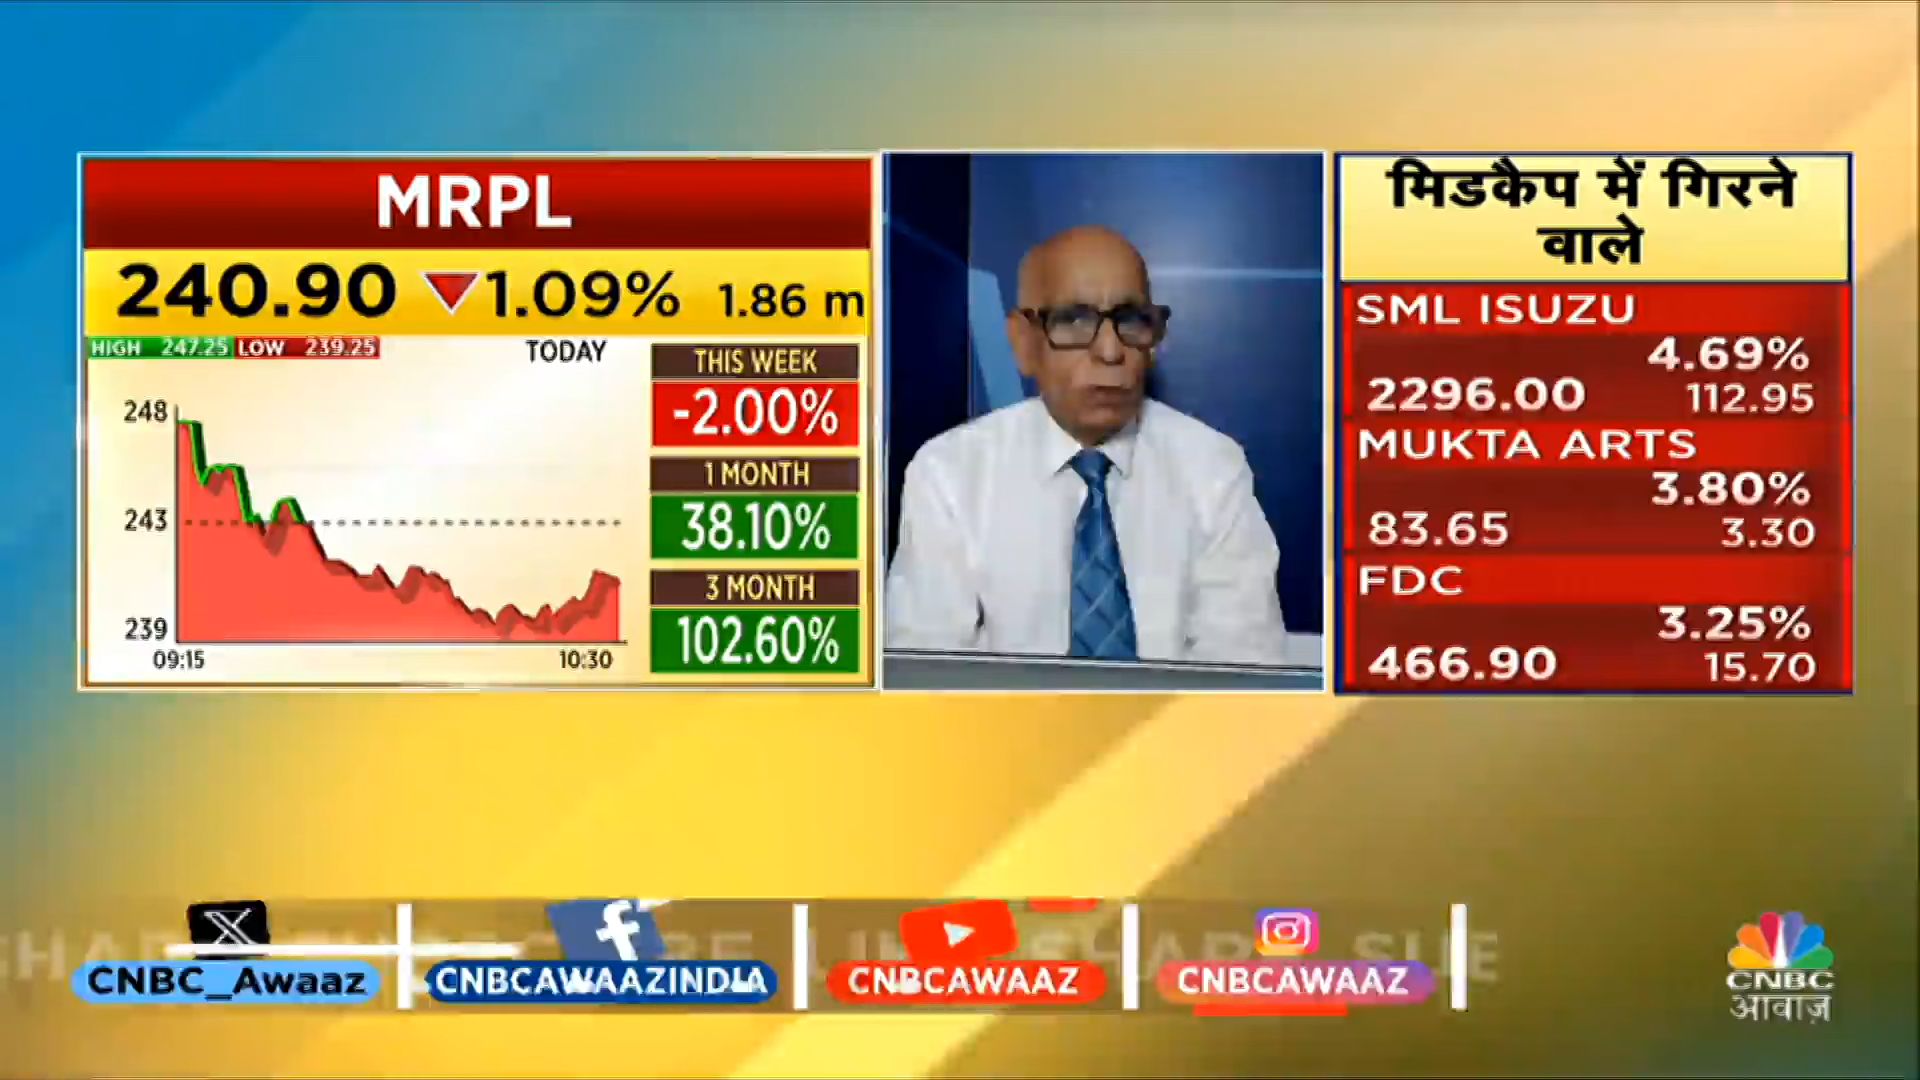 MRPL
240.90 ▼1.09% 1.86 m
HIGH 247.25 LOW 239.25
TODAY
248
243
239
09:15
10:30
THIS WEEK
-2.00%
1 MONTH
38.10%
3 MONTH
102.60%
मिडकैप में गिरने
वाले
SML ISUZU
4.69%
2296.00
112.95
MUKTA ARTS
3.80%
83.65
3.30
FDC
3.25%
466.90
15.70
CNBC_Awaaz
CNBCAWAAZINDIA
CNBCAWAAZ
CNBCAWAAZ
CNBC
आवाज़